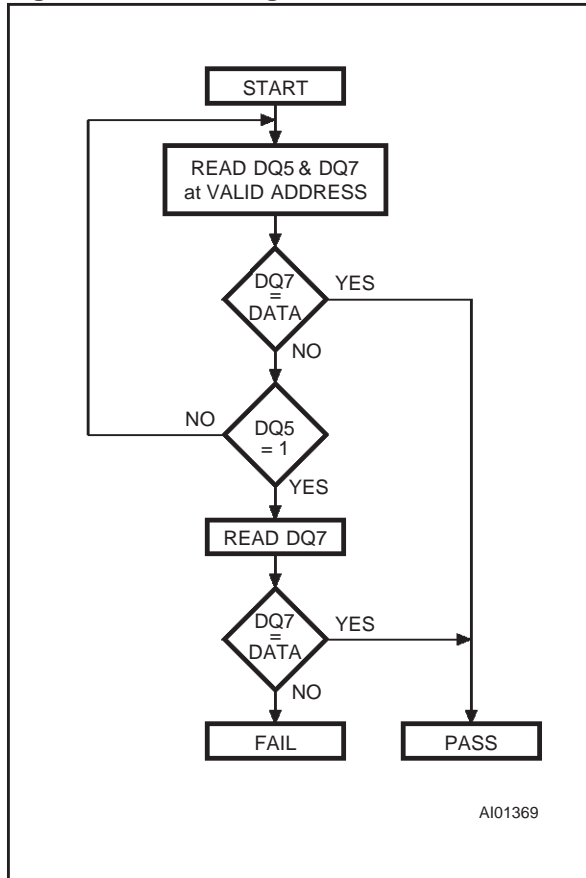 START
READ DQ5 & DQ7
at VALID ADDRESS
DQ7
=
DATA
YES
NO
NO
DQ5
= 1
YES
READ DQ7
DQ7
=
DATA
YES
NO
FAIL
PASS
AI01369